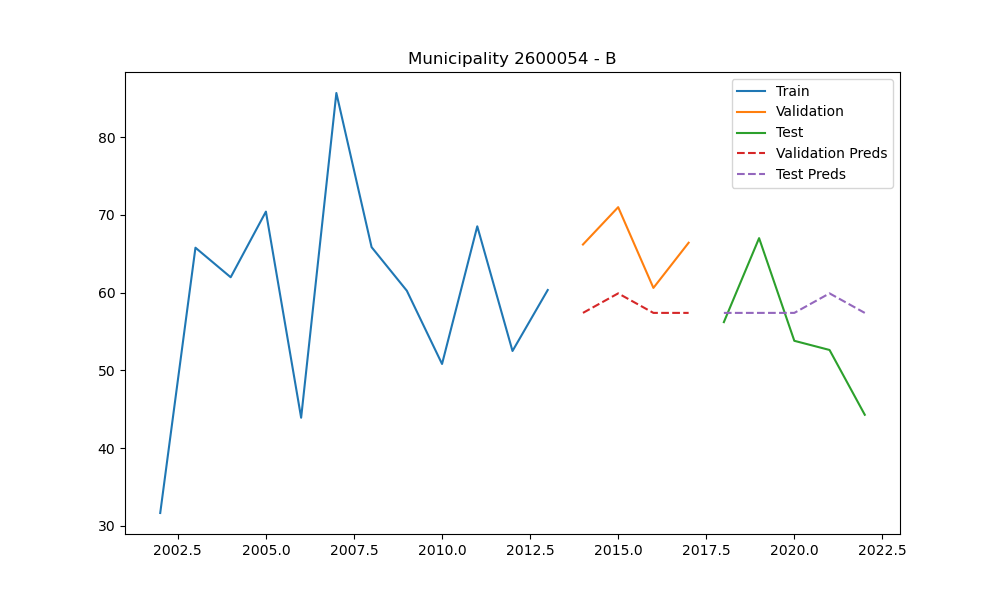 Municipality 2600054 - B
Train
Validation
Test
Validation Preds
Test Preds
80
70
60
50
40
30
2002.5 2005.0 2007.5 2010.0 2012.5 2015.0 2017.5 2020.0 2022.5